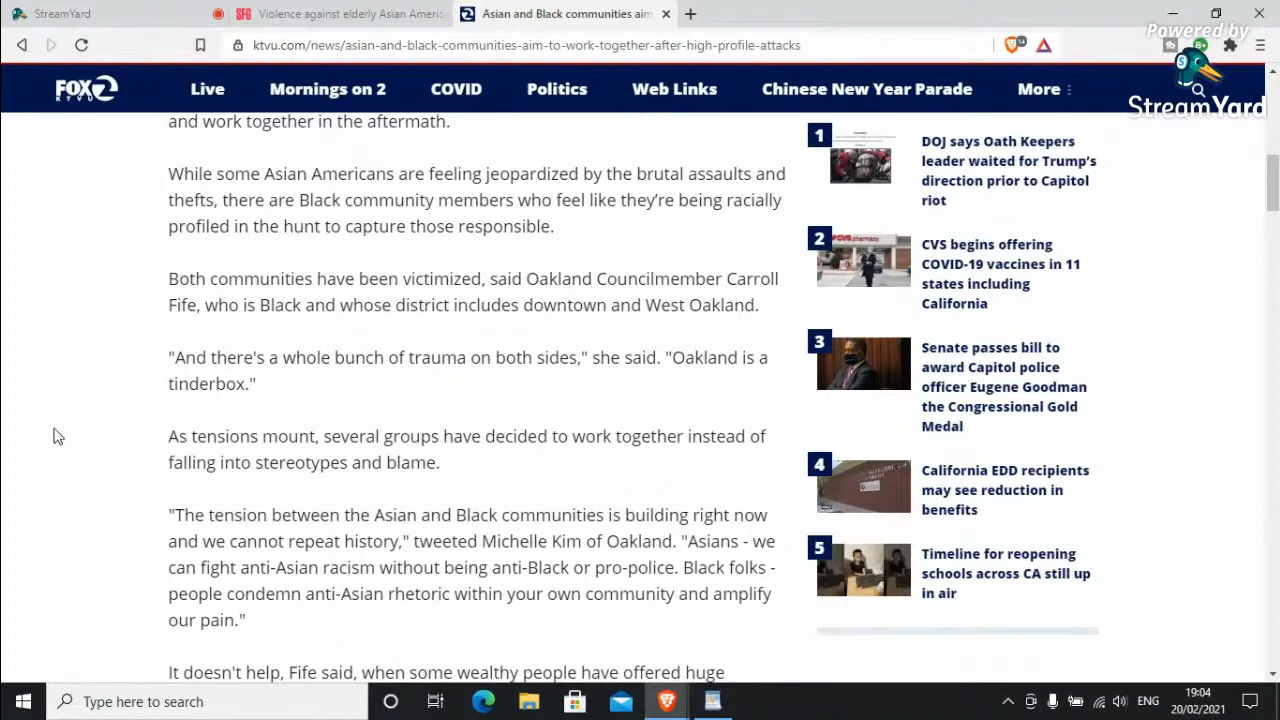 StreamYard
SFG Violence against elderly Asian Americ
Asian and Black communities aim
Powered by
ktvu.com/news/asian-and-black-communities-aim-to-work-together-after-high-profile-attacks
14
StreamYard
FOX 2
KTVU
Live
Mornings on 2
COVID
Politics
Web Links
Chinese New Year Parade
More
and work together in the aftermath.
While some Asian Americans are feeling jeopardized by the brutal assaults and
thefts, there are Black community members who feel like they’re being racially
profiled in the hunt to capture those responsible.
Both communities have been victimized, said Oakland Councilmember Carroll
Fife, who is Black and whose district includes downtown and West Oakland.
"And there's a whole bunch of trauma on both sides," she said. "Oakland is a
tinderbox."
As tensions mount, several groups have decided to work together instead of
falling into stereotypes and blame.
"The tension between the Asian and Black communities is building right now
and we cannot repeat history," tweeted Michelle Kim of Oakland. "Asians - we
can fight anti-Asian racism without being anti-Black or pro-police. Black folks -
people condemn anti-Asian rhetoric within your own community and amplify
our pain."
It doesn't help, Fife said, when some wealthy people have offered huge
1
DOJ says Oath Keepers
leader waited for Trump’s
direction prior to Capitol
riot
2
CVS pharmacy
CVS begins offering
COVID-19 vaccines in 11
states including
California
3
Senate passes bill to
award Capitol police
officer Eugene Goodman
the Congressional Gold
Medal
4
California EDD recipients
may see reduction in
benefits
5
Timeline for reopening
schools across CA still up
in air
Type here to search
ENG
19:04
20/02/2021